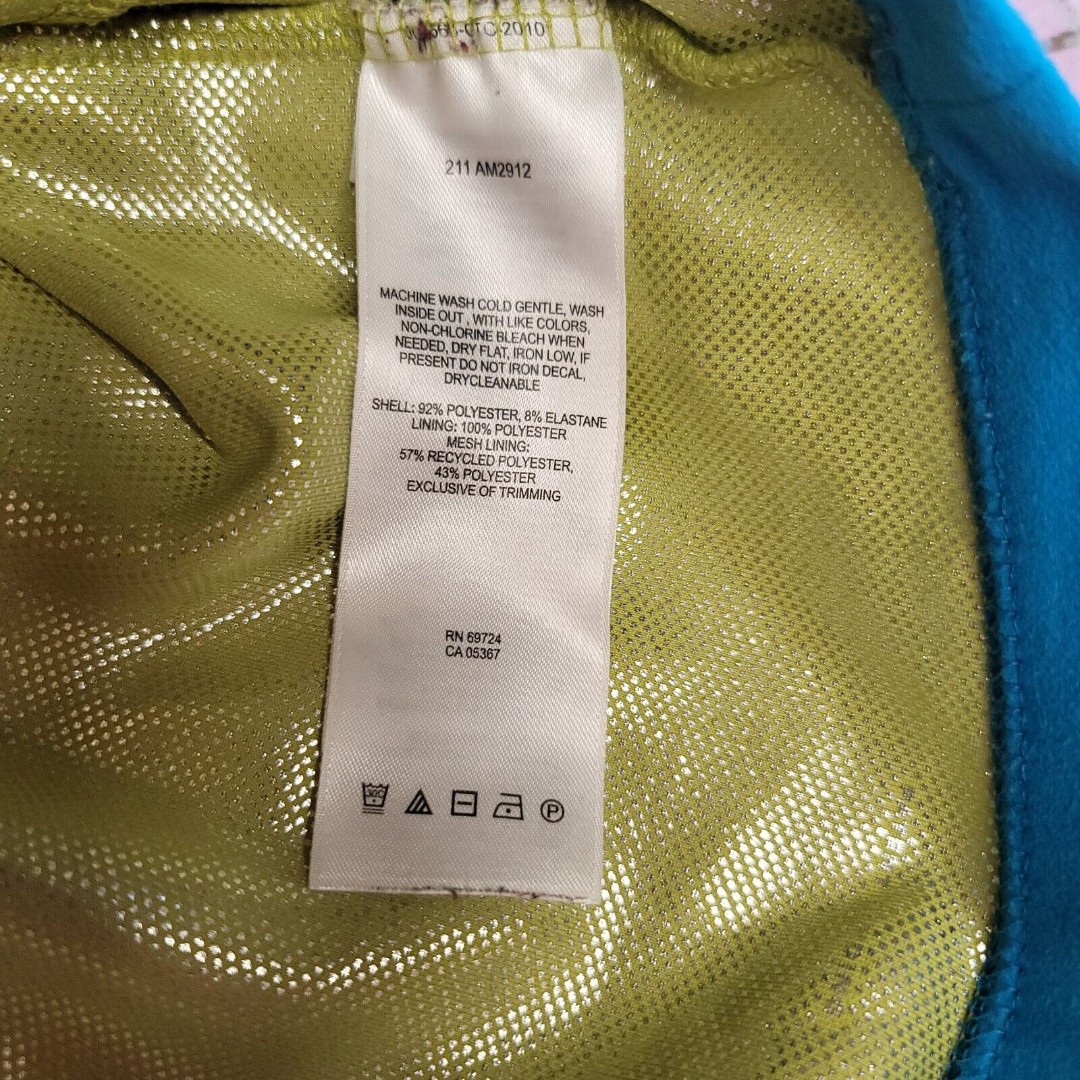 2010
211 AM2912
MACHINE WASH COLD GENTLE, WASH
INSIDE OUT , WITH LIKE COLORS,
NON-CHLORINE BLEACH WHEN
NEEDED, DRY FLAT, IRON LOW, IF
PRESENT DO NOT IRON DECAL,
DRYCLEANABLE
SHELL: 92% POLYESTER, 8% ELASTANE
LINING: 100% POLYESTER
MESH LINING:
57% RECYCLED POLYESTER,
43% POLYESTER
EXCLUSIVE OF TRIMMING
RN 69724
CA 05367
30C P